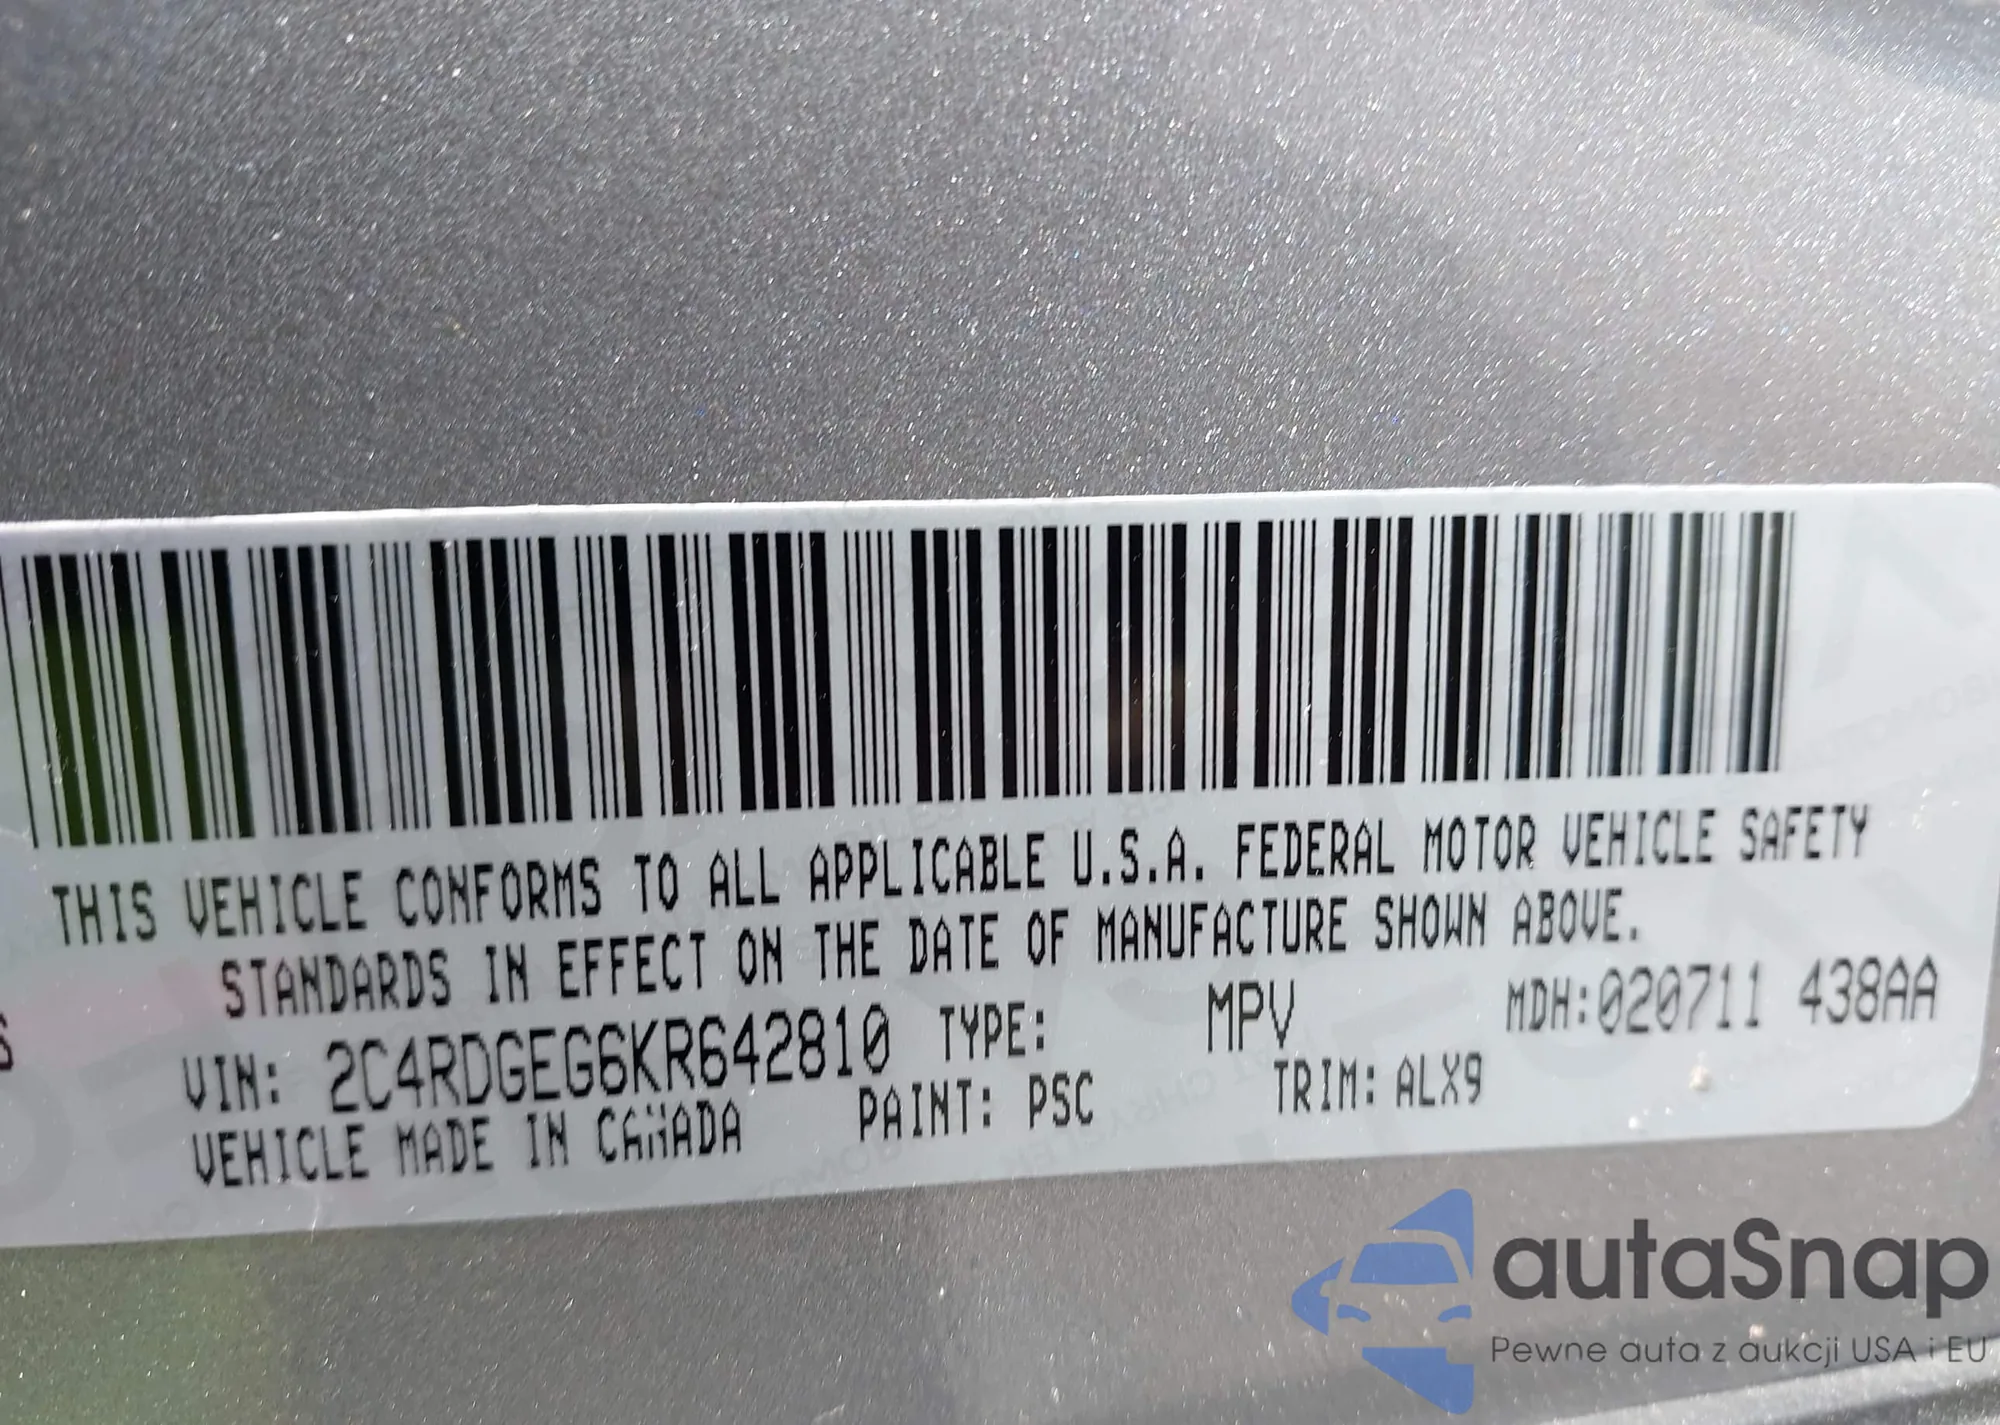 THIS VEHICLE CONFORMS TO ALL APPLICABLE U.S.A. FEDERAL MOTOR VEHICLE SAFETY
STANDARDS IN EFFECT ON THE DATE OF MANUFACTURE SHOWN ABOVE.
VIN: 2C4RDGEG6KR642810 TYPE: MPV MDH:020711 438AA
VEHICLE MADE IN CANADA PAINT: PSC TRIM: ALX9
autaSnap
Pewne auta z aukcji USA i EU